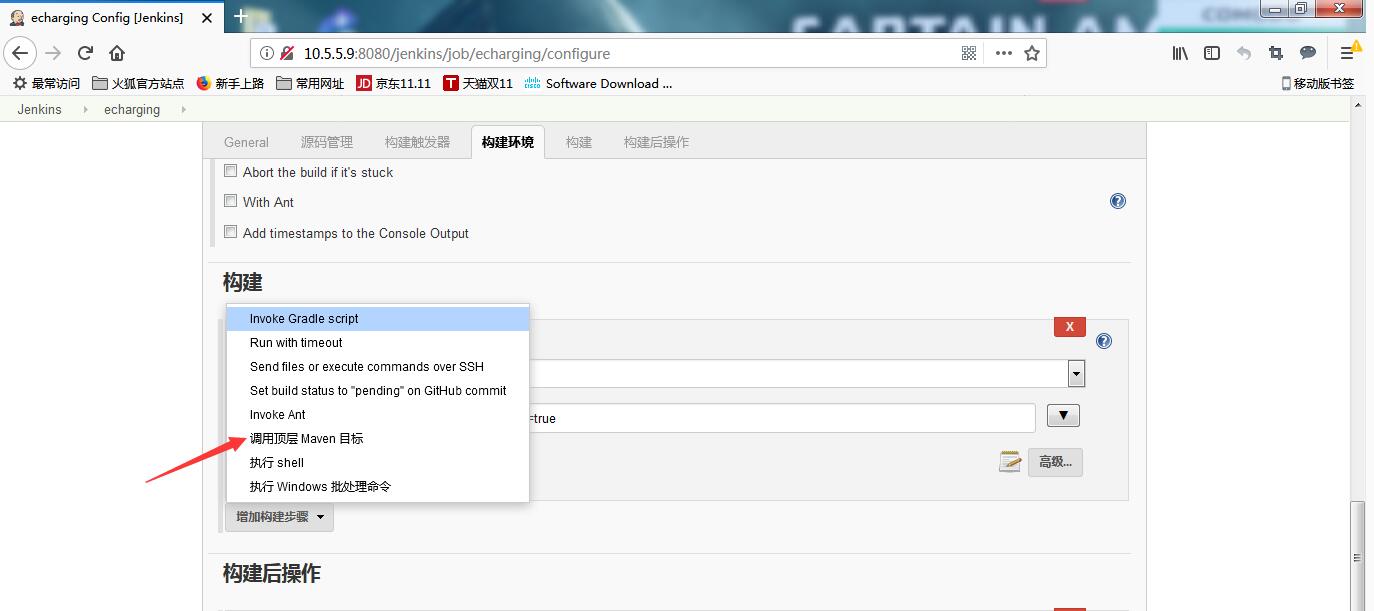 echarging Config [Jenkins]
10.5.5.9:8080/jenkins/job/echarging/configure
最常访问 火狐官方站点 新手上路 常用网址 JD 京东11.11 T 天猫双11 cisco Software Download ... 移动版书签
Jenkins echarging
General 源码管理 构建触发器 构建环境 构建 构建后操作
Abort the build if it's stuck
With Ant
Add timestamps to the Console Output
构建
Invoke Gradle script
X
Run with timeout
Send files or execute commands over SSH
Set build status to "pending" on GitHub commit
Invoke Ant
=true
调用顶层 Maven 目标
执行 shell
高级...
执行 Windows 批处理命令
增加构建步骤
构建后操作